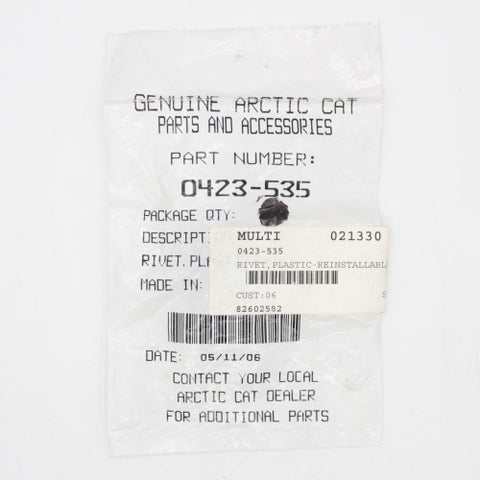 GENUINE ARCTIC CAT
PARTS AND ACCESSORIES
PART NUMBER:
0423-535
PACKAGE QTY:
DESCRIPTI
RIVET, PLA
MADE IN:
MULTI 021330
0423-535
RIVET, PLASTIC-REINSTALLABL
CUST:06 S
82602582
DATE: 05/11/06
CONTACT YOUR LOCAL
ARCTIC CAT DEALER
FOR ADDITIONAL PARTS